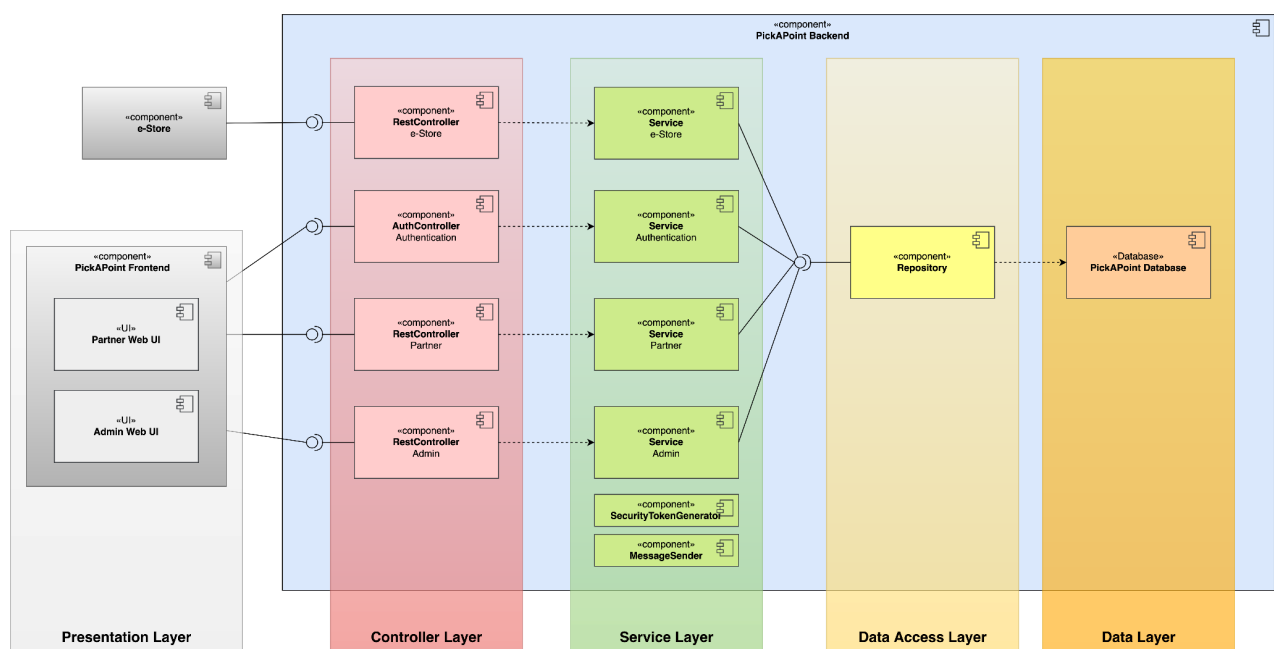 «component»
PickAPoint Backend
«component»
e-Store
«component»
RestController
e-Store
«component»
Service
e-Store
«component»
AuthController
Authentication
«component»
Service
Authentication
«component»
PickAPoint Frontend
«UI»
Partner Web UI
«UI»
Admin Web UI
«component»
RestController
Partner
«component»
Service
Partner
«component»
RestController
Admin
«component»
Service
Admin
«component»
SecurityTokenGenerator
«component»
MessageSender
«component»
Repository
«Database»
PickAPoint Database
Presentation Layer
Controller Layer
Service Layer
Data Access Layer
Data Layer